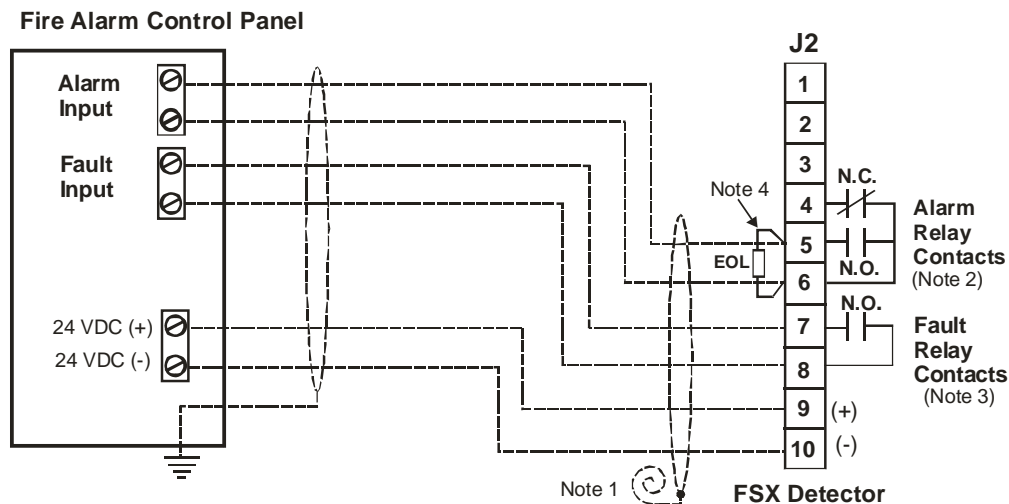 Fire Alarm Control Panel
J2
Alarm
Input
Fault
Input
24 VDC (+)
24 VDC (-)
1
2
3
4
5
6
7
8
9
10
(+)
(-)
Note 4
EOL
N.C.
N.O.
N.O.
Alarm
Relay
Contacts
(Note 2)
Fault
Relay
Contacts
(Note 3)
Note 1
FSX Detector